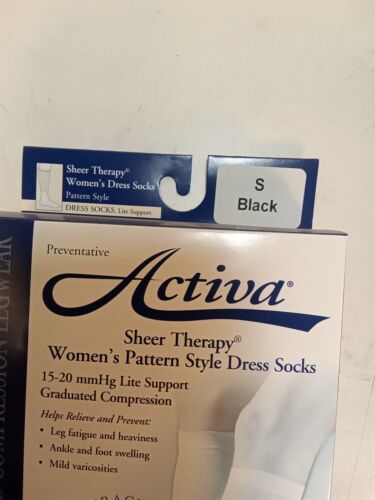 Sheer Therapy®
Women's Dress Socks
Pattern Style
DRESS SOCKS, Lite Support
S
Black
Preventative
Activa®
Sheer Therapy®
Women's Pattern Style Dress Socks
15-20 mmHg Lite Support
Graduated Compression
Helps Relieve and Prevent:
• Leg fatigue and heaviness
• Ankle and foot swelling
• Mild varicosities
COMPRESSION LEGWEAR